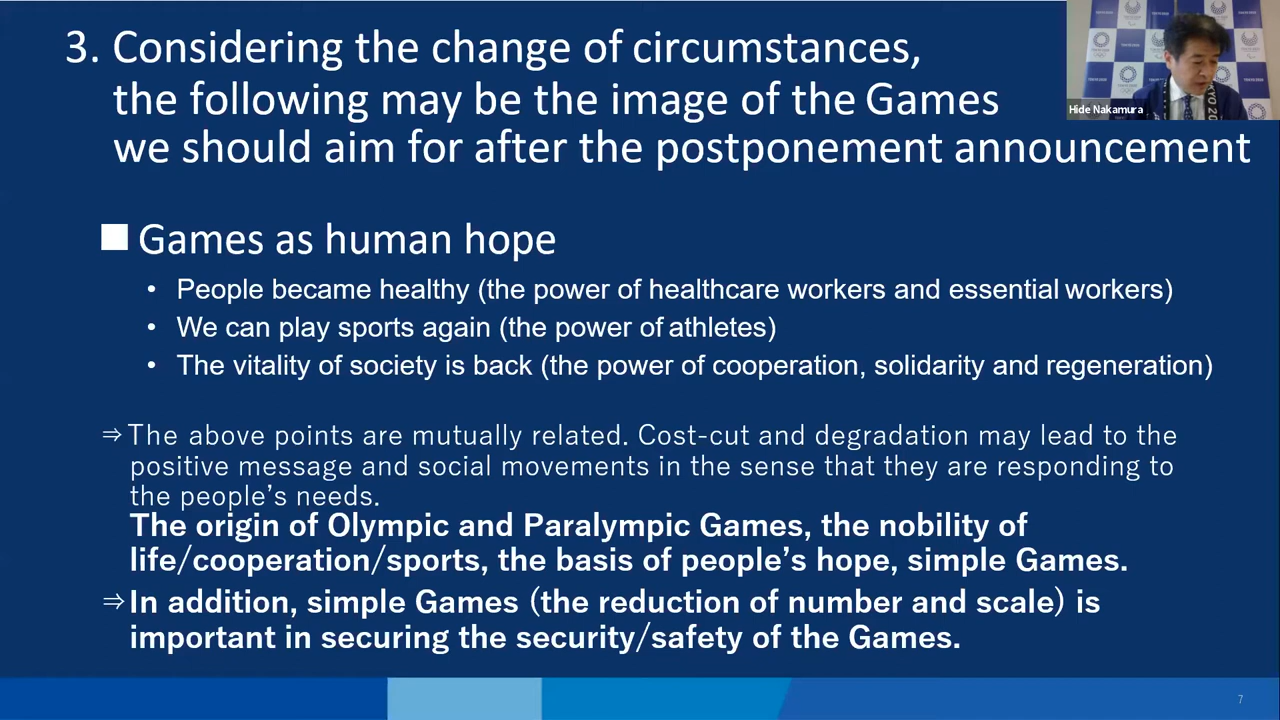 3. Considering the change of circumstances,
the following may be the image of the Games
we should aim for after the postponement announcement
Hide Nakamura
■ Games as human hope
• People became healthy (the power of healthcare workers and essential workers)
• We can play sports again (the power of athletes)
• The vitality of society is back (the power of cooperation, solidarity and regeneration)
⇒ The above points are mutually related. Cost-cut and degradation may lead to the
positive message and social movements in the sense that they are responding to
the people's needs.
The origin of Olympic and Paralympic Games, the nobility of
life/cooperation/sports, the basis of people's hope, simple Games.
⇒ In addition, simple Games (the reduction of number and scale) is
important in securing the security/safety of the Games.
7